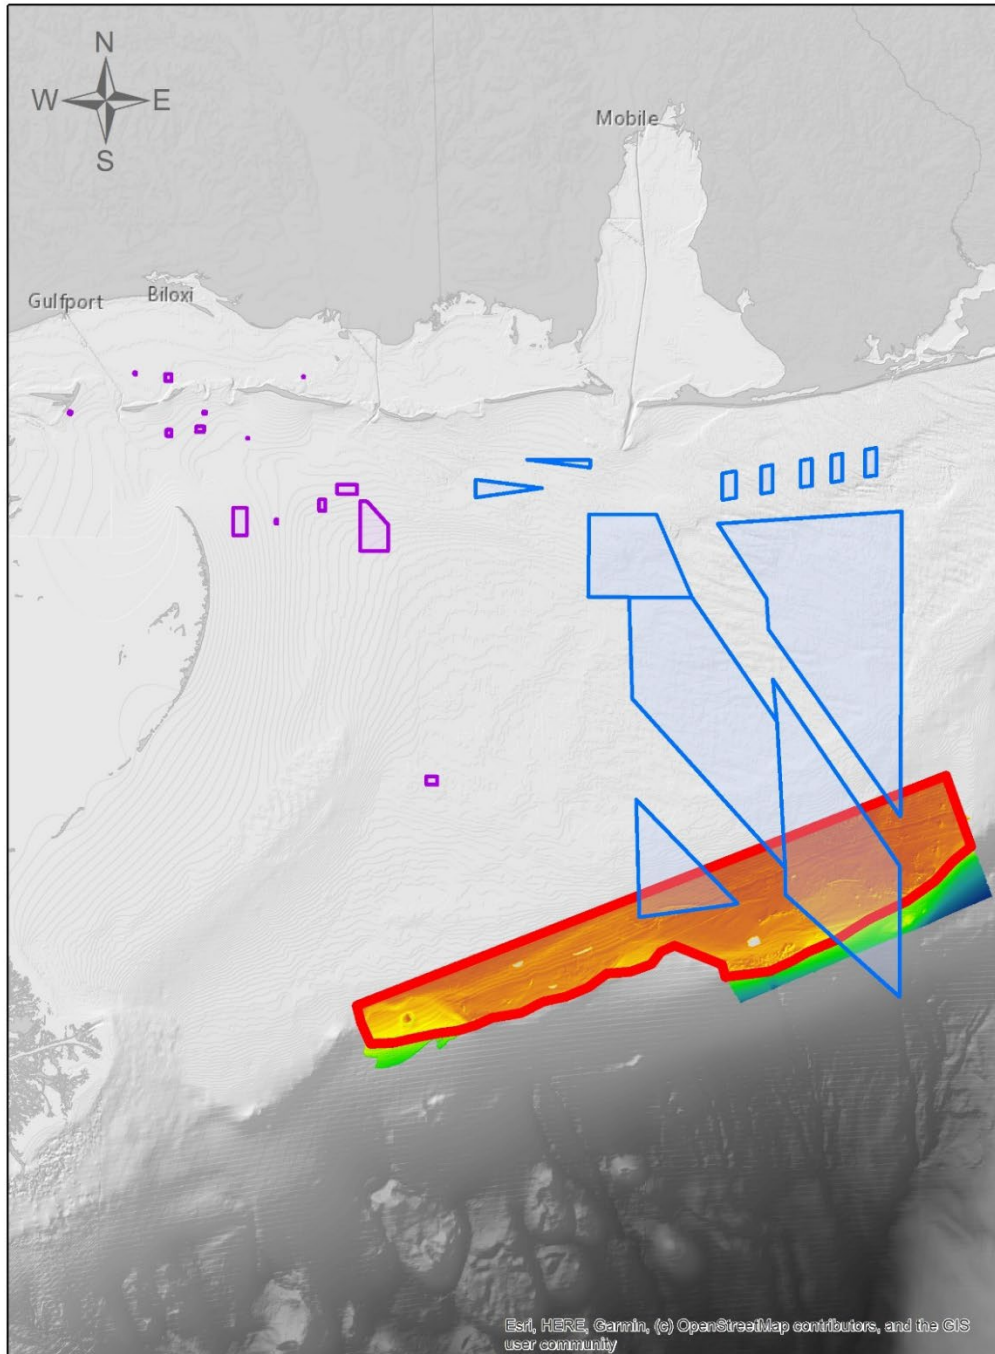 N
W E
S
Mobile
Biloxi
Gulfport
Esri, HERE, Garmin, (c) OpenStreetMap contributors, and the GIS
user community